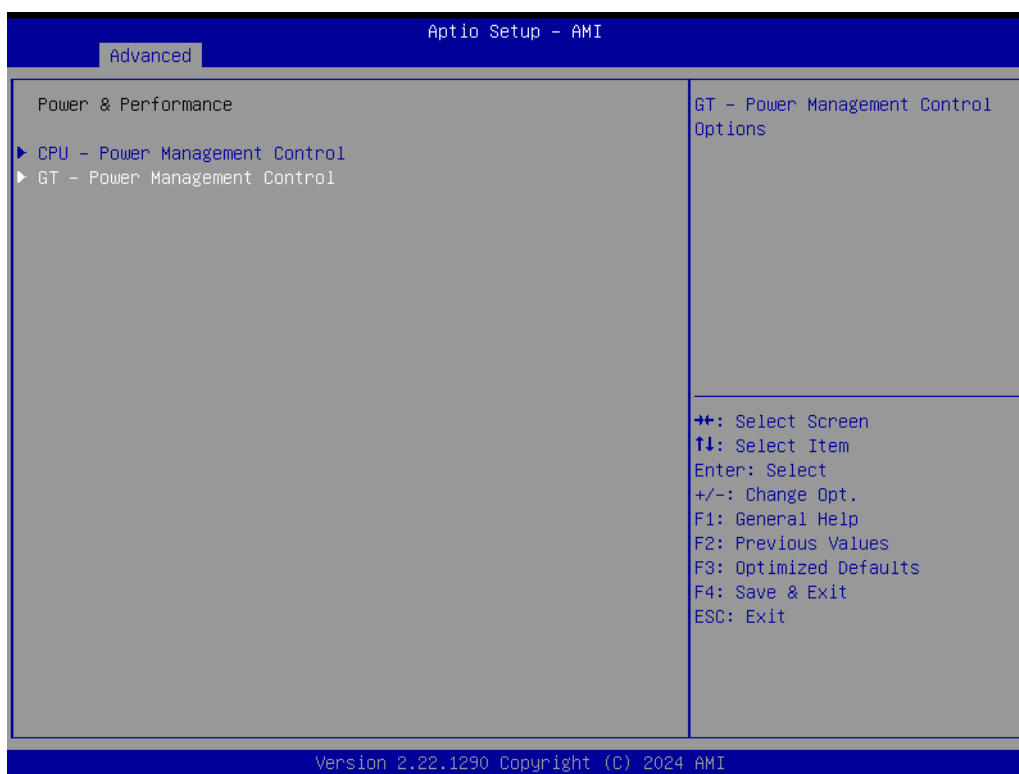 Aptio Setup – AMI
Advanced
Power & Performance
CPU – Power Management Control
GT – Power Management Control
GT – Power Management Control
Options
→←: Select Screen
↑↓: Select Item
Enter: Select
+/-: Change Opt.
F1: General Help
F2: Previous Values
F3: Optimized Defaults
F4: Save & Exit
ESC: Exit
Version 2.22.1290 Copyright (C) 2024 AMI